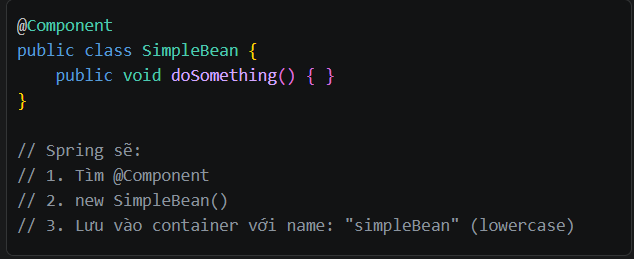 @Component
public class SimpleBean {
    public void doSomething() { }
}

// Spring sẽ:
// 1. Tìm @Component
// 2. new SimpleBean()
// 3. Lưu vào container với name: "simpleBean" (lowercase)